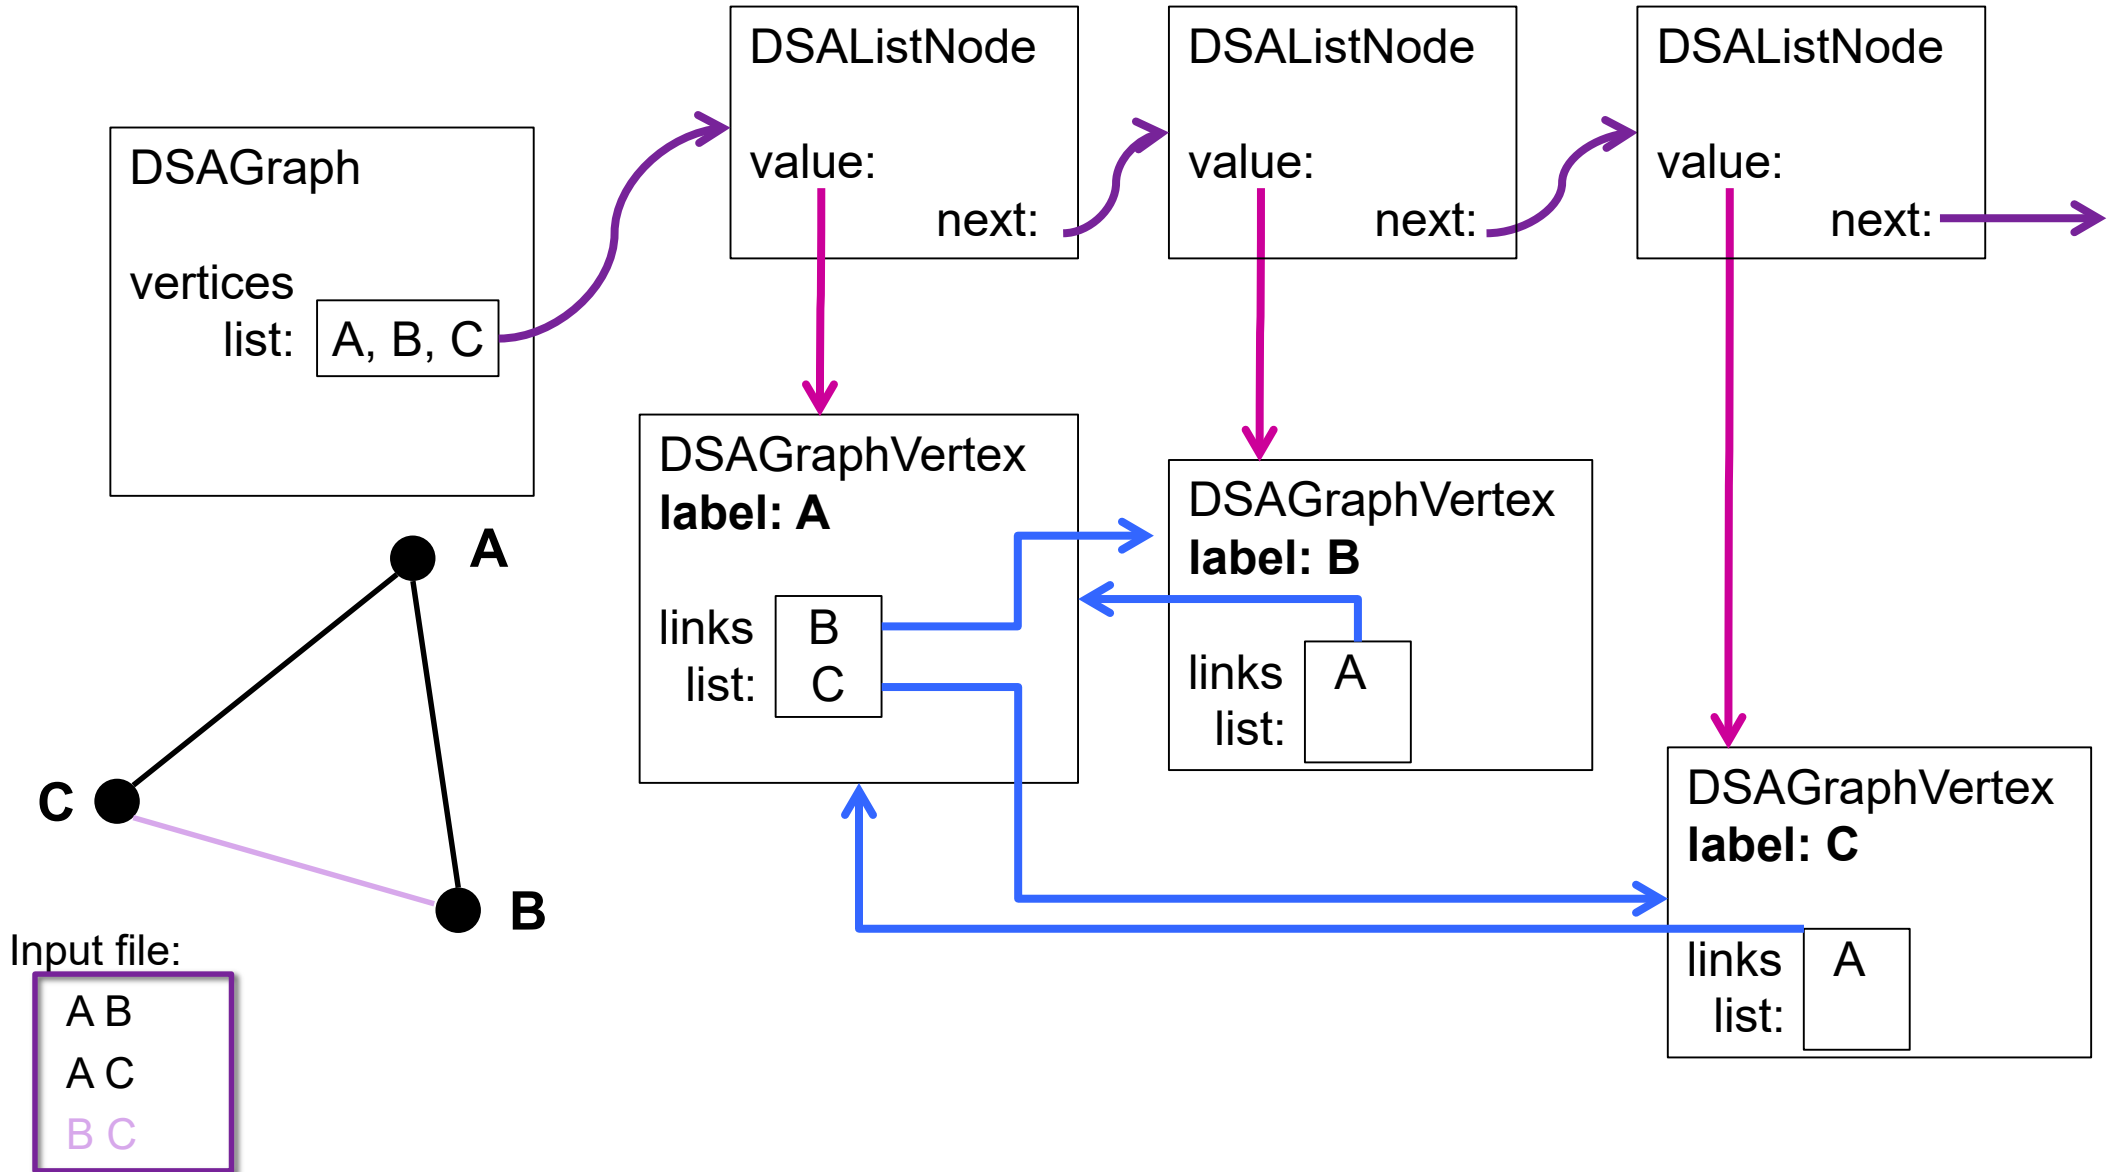 DSAGraph
vertices
list: A, B, C
DSAListNode
value:
next:
DSAListNode
value:
next:
DSAListNode
value:
next:
DSAGraphVertex
label: A
links B
list: C
DSAGraphVertex
label: B
links A
list:
DSAGraphVertex
label: C
links A
list:
A
C
B
Input file:
A B
A C
B C